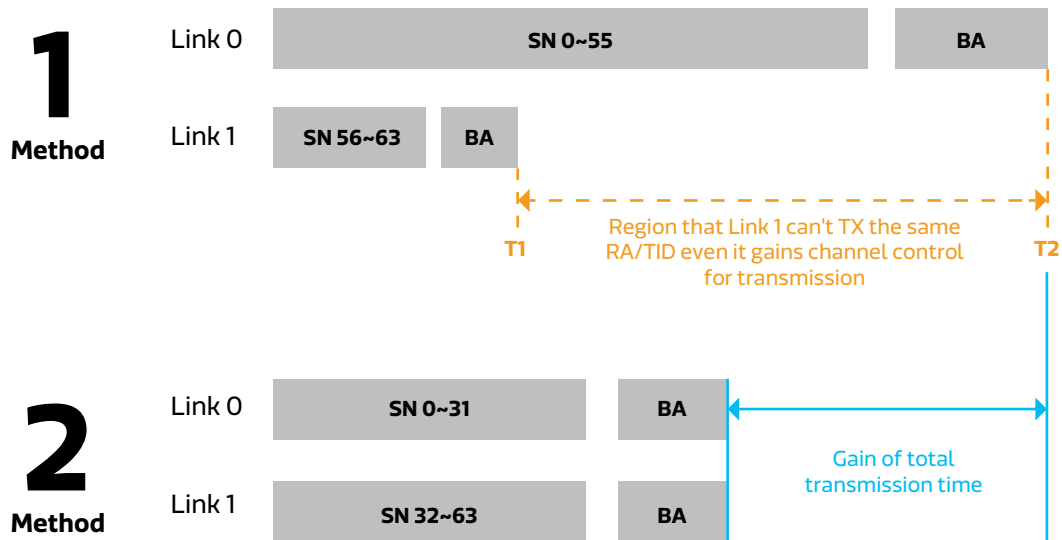 1
Method
Link 0
SN 0~55
BA
Link 1
SN 56~63
BA
T1
Region that Link 1 can't TX the same
RA/TID even it gains channel control
for transmission
T2
2
Method
Link 0
SN 0~31
BA
Link 1
SN 32~63
BA
Gain of total
transmission time